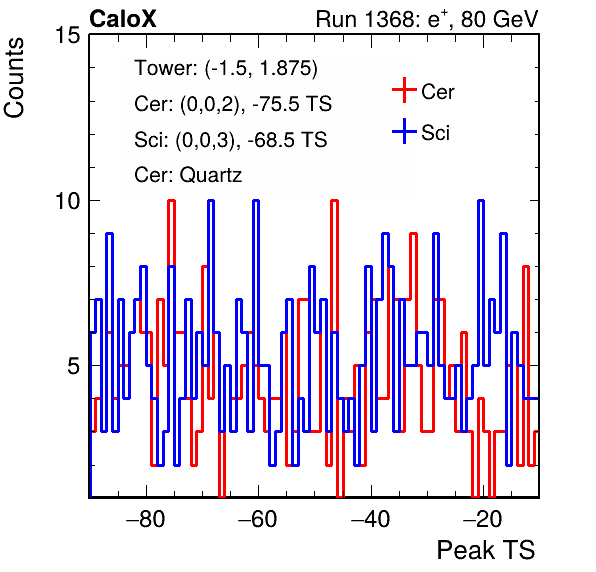 CaloX Run 1368: e⁺, 80 GeV
Counts
15
Tower: (-1.5, 1.875)
Cer: (0,0,2), -75.5 TS
Sci: (0,0,3), -68.5 TS
Cer: Quartz
Cer
Sci
10
5
−80 −60 −40 −20
Peak TS